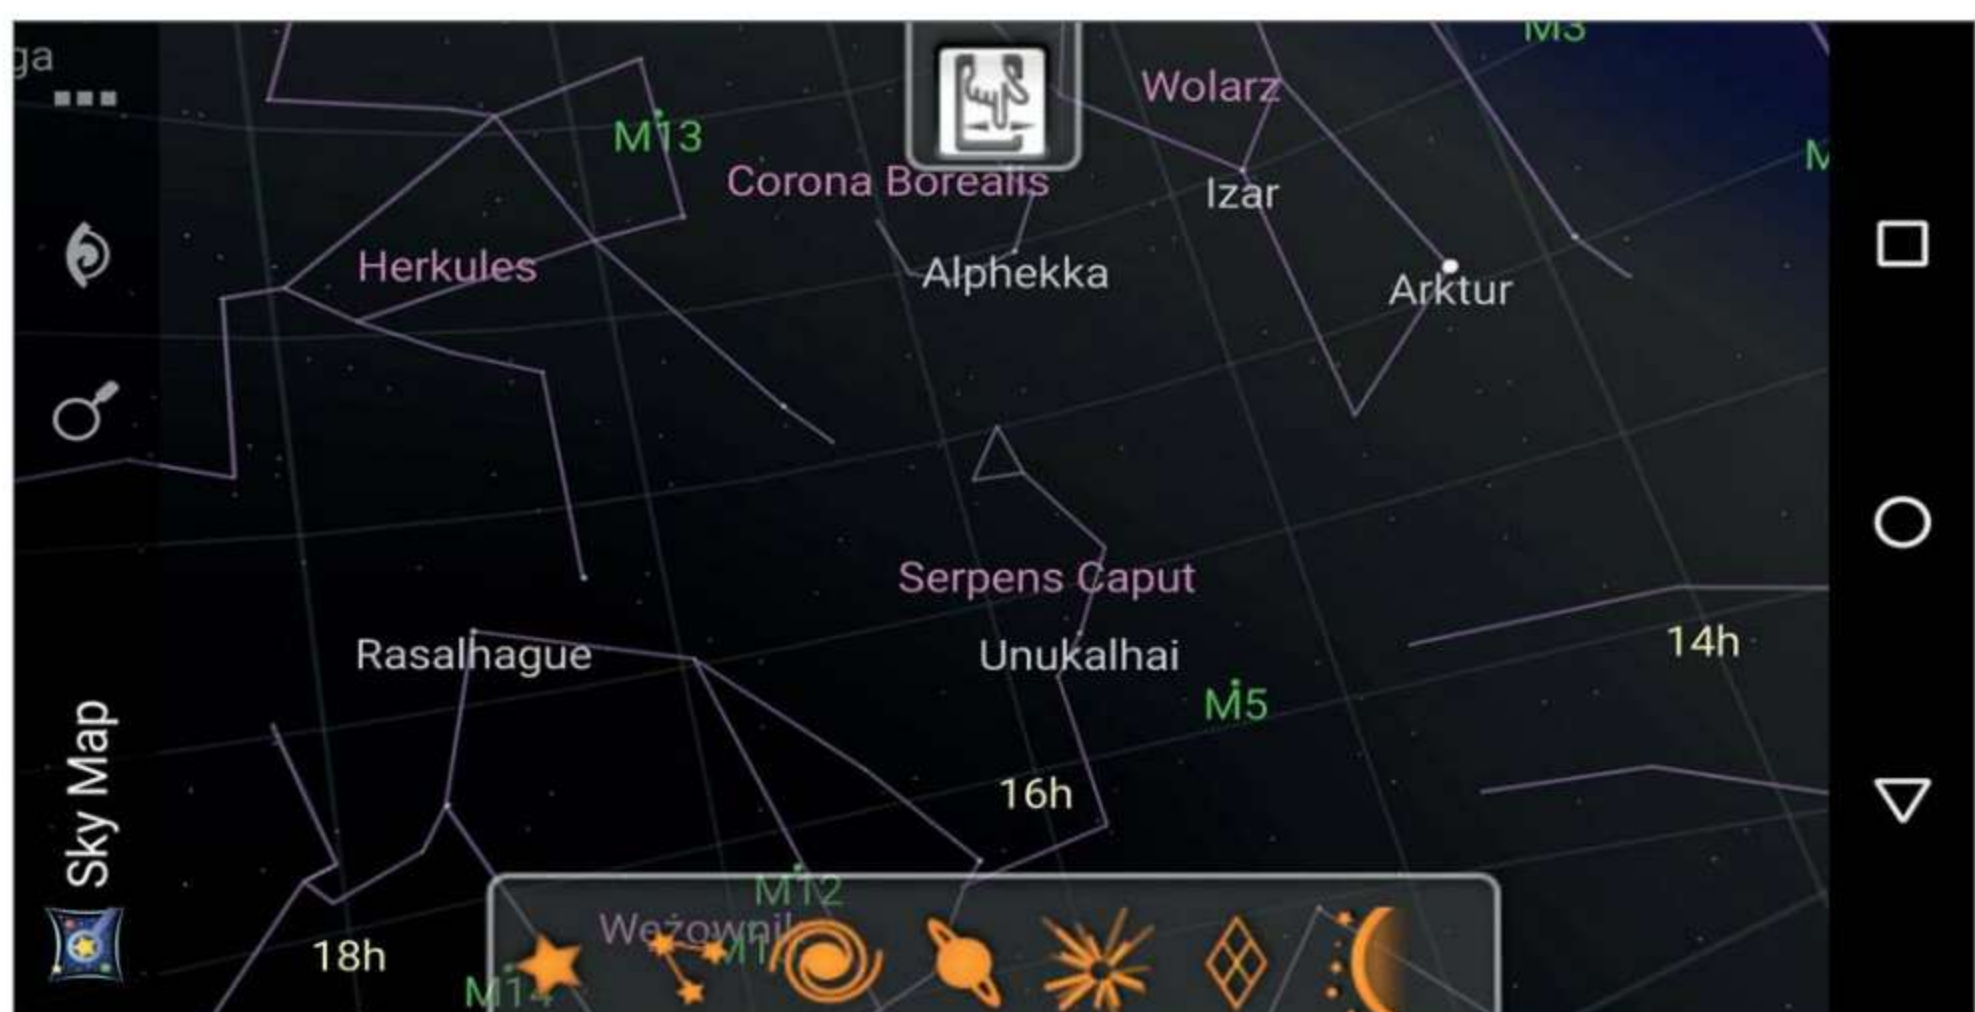 M3
ga
Wolarz
M13
M
Corona Borealis
Izar
Herkules
Alphekka
Arktur
Serpens Caput
Rasalhague
Unukalhai
14h
M5
16h
Sky Map
M12
18h
M14